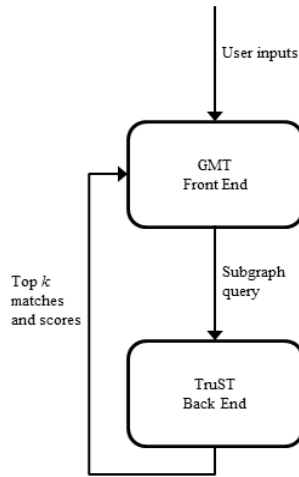 User inputs
GMT
Front End
Top k
matches
and scores
Subgraph
query
TruST
Back End